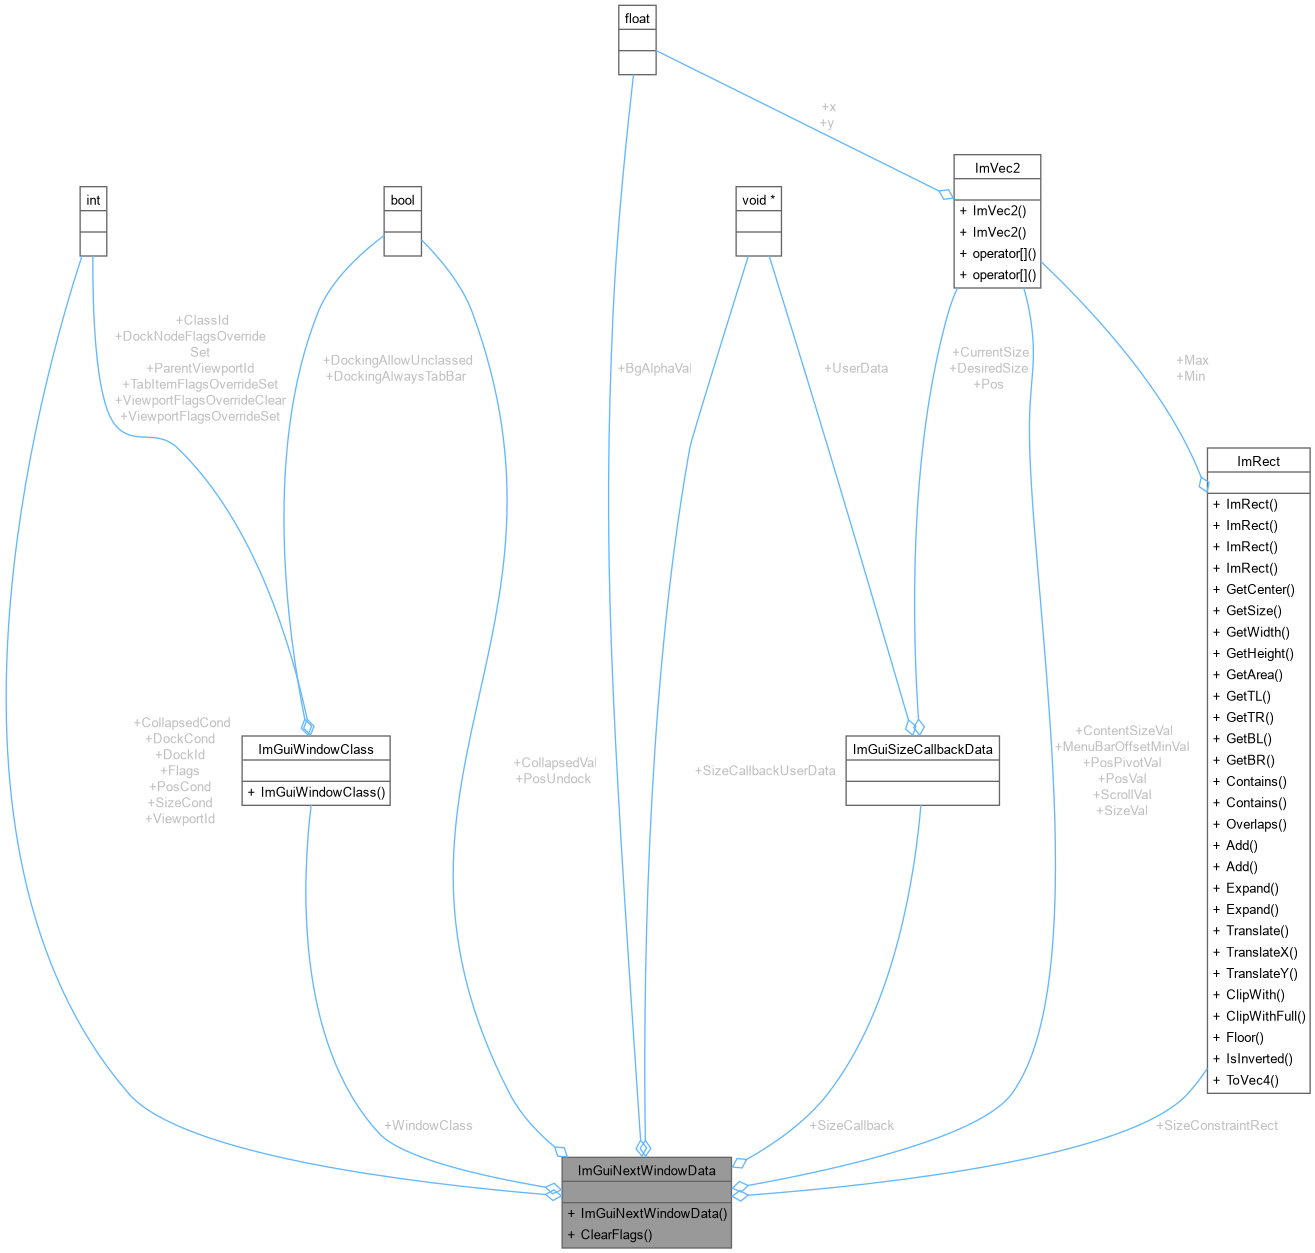 float
+x
+y
ImVec2
+ ImVec2()
+ ImVec2()
+ operator[]()
+ operator[]()
int
bool
void *
+ClassId
+DockNodeFlagsOverride
Set
+ParentViewportId
+TabItemFlagsOverrideSet
+ViewportFlagsOverrideClear
+ViewportFlagsOverrideSet
+DockingAllowUnclassed
+DockingAlwaysTabBar
+BgAlphaVal
+UserData
+CurrentSize
+DesiredSize
+Pos
+Max
+Min
ImRect
+ ImRect()
+ ImRect()
+ ImRect()
+ ImRect()
+ GetCenter()
+ GetSize()
+ GetWidth()
+ GetHeight()
+ GetArea()
+ GetTL()
+ GetTR()
+ GetBL()
+ GetBR()
+ Contains()
+ Contains()
+ Overlaps()
+ Add()
+ Add()
+ Expand()
+ Expand()
+ Translate()
+ TranslateX()
+ TranslateY()
+ ClipWith()
+ ClipWithFull()
+ Floor()
+ IsInverted()
+ ToVec4()
+CollapsedCond
+DockCond
+DockId
+Flags
+PosCond
+SizeCond
+ViewportId
ImGuiWindowClass
+ ImGuiWindowClass()
+CollapsedVal
+PosUndock
+SizeCallbackUserData
ImGuiSizeCallbackData
+ContentSizeVal
+MenuBarOffsetMinVal
+PosPivotVal
+PosVal
+ScrollVal
+SizeVal
+WindowClass
+SizeCallback
+SizeConstraintRect
ImGuiNextWindowData
+ ImGuiNextWindowData()
+ ClearFlags()